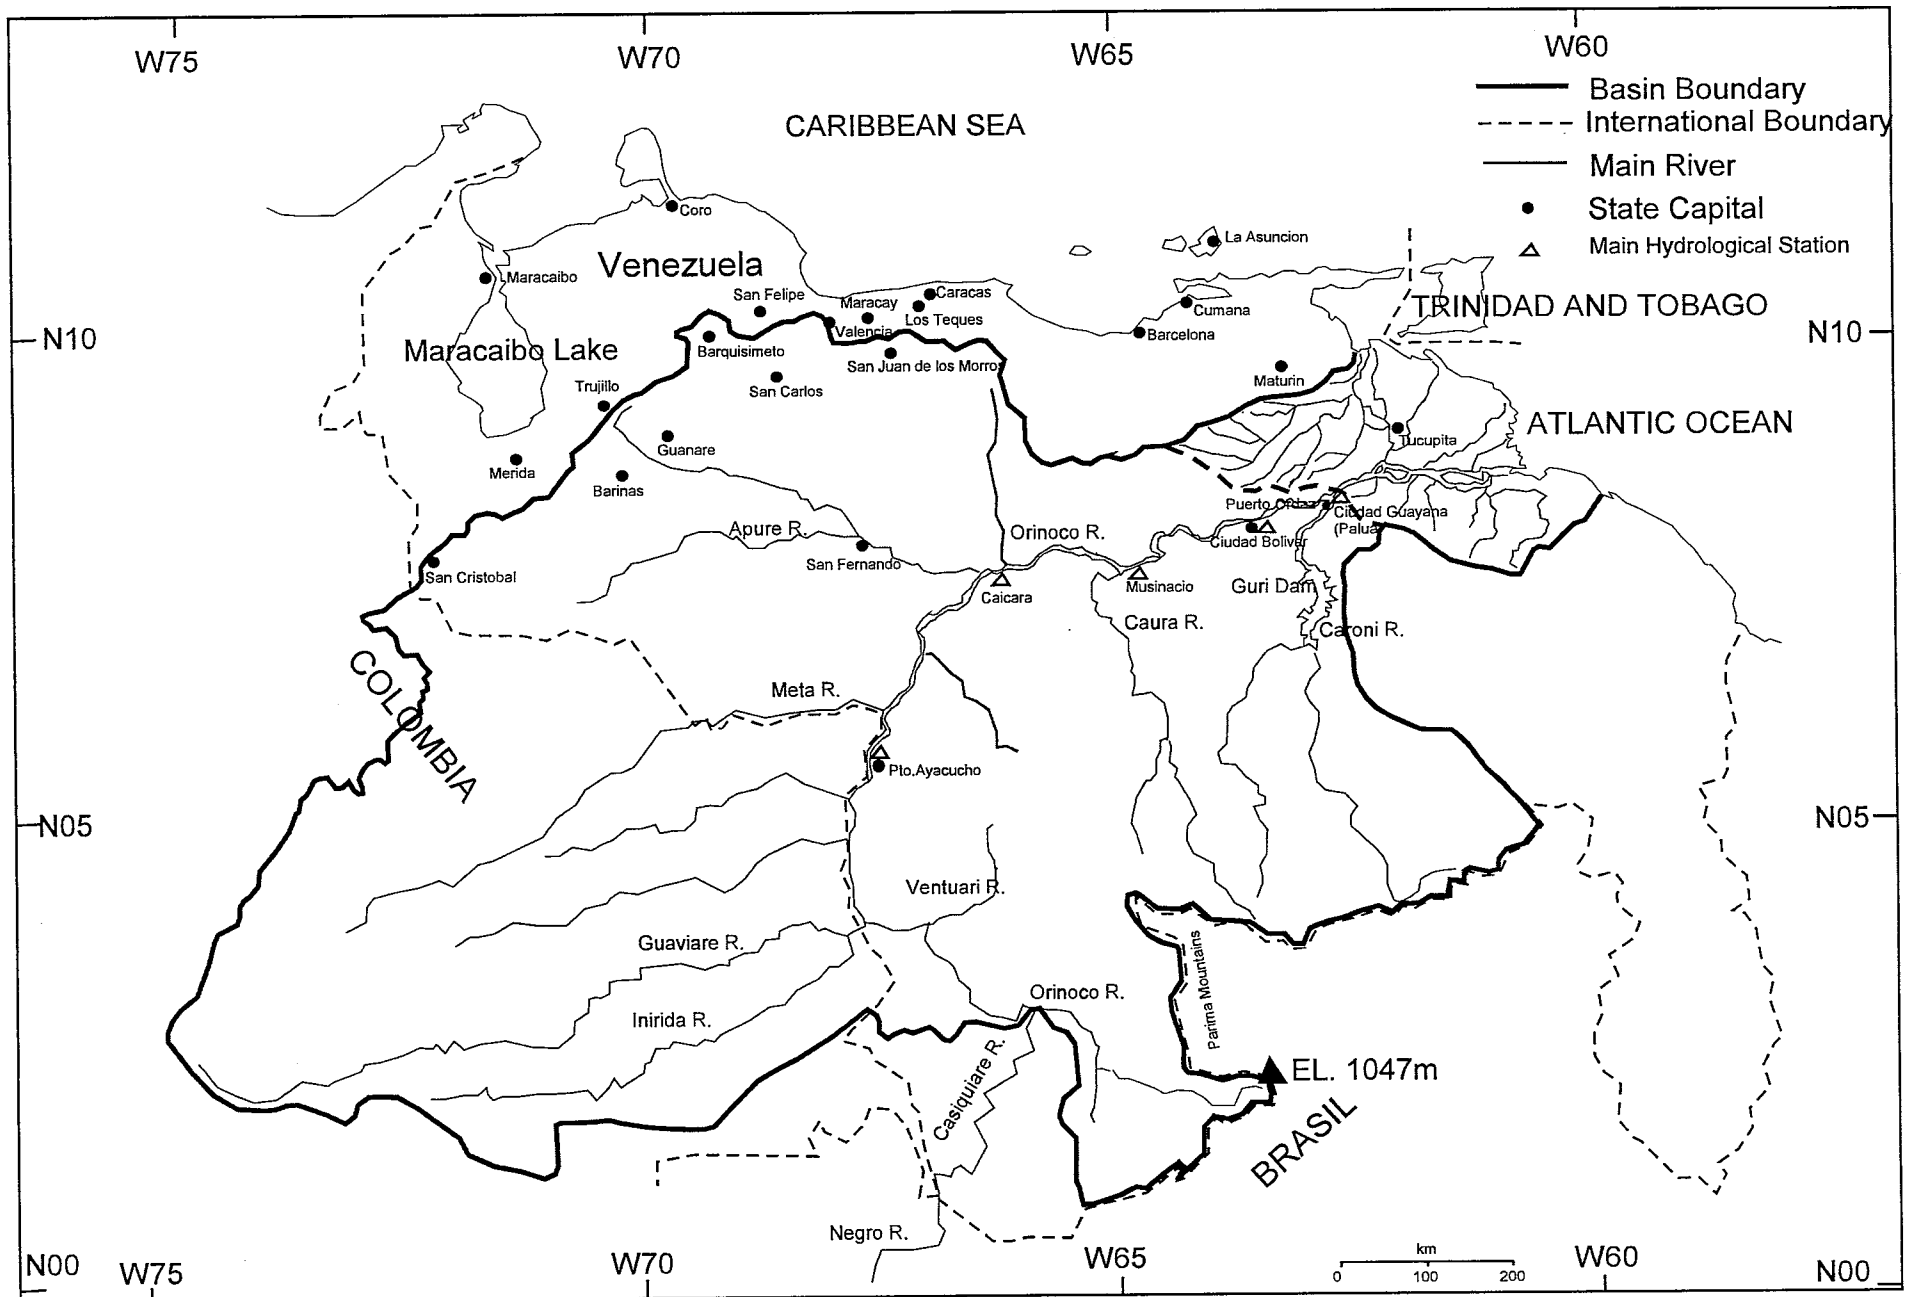 W75
W70
W65
W60
CARIBBEAN SEA
Basin Boundary
International Boundary
Main River
State Capital
Main Hydrological Station
Coro
La Asuncion
Maracaibo
Venezuela
San Felipe
Maracay
Caracas
Los Teques
Valencia
Cumana
Barcelona
TRINIDAD AND TOBAGO
N10
N10
Maracaibo Lake
Barquisimeto
San Juan de los Morros
Trujillo
San Carlos
Maturin
ATLANTIC OCEAN
Tucupita
Guanare
Merida
Barinas
Puerto Ordaz
Ciudad Guayana
(Palua)
Apure R.
Orinoco R.
Ciudad Bolivar
San Fernando
San Cristobal
Caicara
Musinacio
Guri Dam
Caura R.
Caroni R.
COLOMBIA
Meta R.
Pto.Ayacucho
N05
N05
Ventuari R.
Guaviare R.
Parima Mountains
Orinoco R.
Inirida R.
Casiquiare R.
EL. 1047m
BRASIL
Negro R.
km
0 100 200
N00
W75
W70
W65
W60
N00